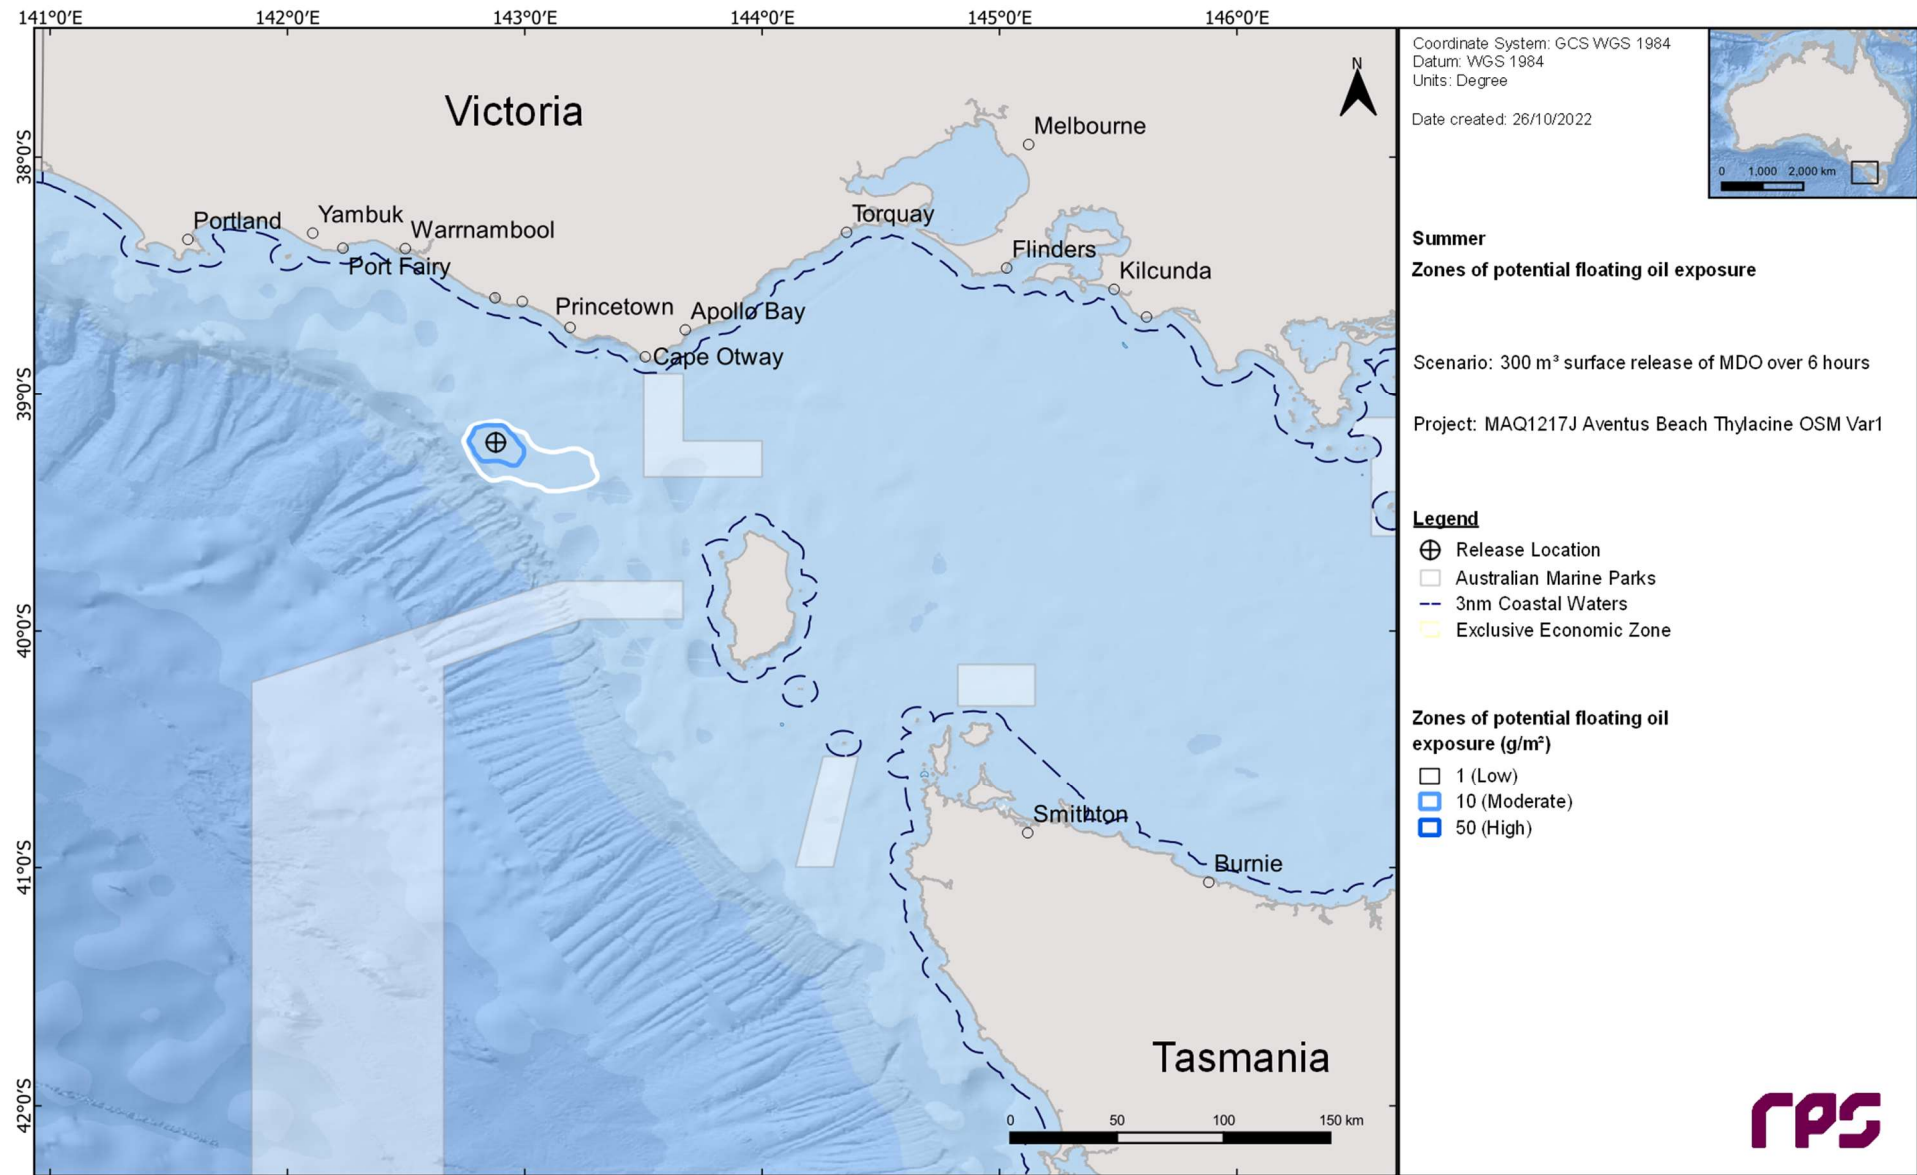 141°0'E 142°0'E 143°0'E 144°0'E 145°0'E 146°0'E
38°0'S
39°0'S
40°0'S
41°0'S
42°0'S
Victoria
N
Melbourne
Portland
Yambuk
Warrnambool
Port Fairy
Torquay
Flinders
Kilcunda
Princetown
Apollo Bay
Cape Otway
Smithton
Burnie
Tasmania
0 50 100 150 km
Coordinate System: GCS WGS 1984
Datum: WGS 1984
Units: Degree
Date created: 26/10/2022
0 1,000 2,000 km
Summer
Zones of potential floating oil exposure
Scenario: 300 m³ surface release of MDO over 6 hours
Project: MAQ1217J Aventus Beach Thylacine OSM Var1
Legend
Release Location
Australian Marine Parks
3nm Coastal Waters
Exclusive Economic Zone
Zones of potential floating oil
exposure (g/m²)
1 (Low)
10 (Moderate)
50 (High)
rps